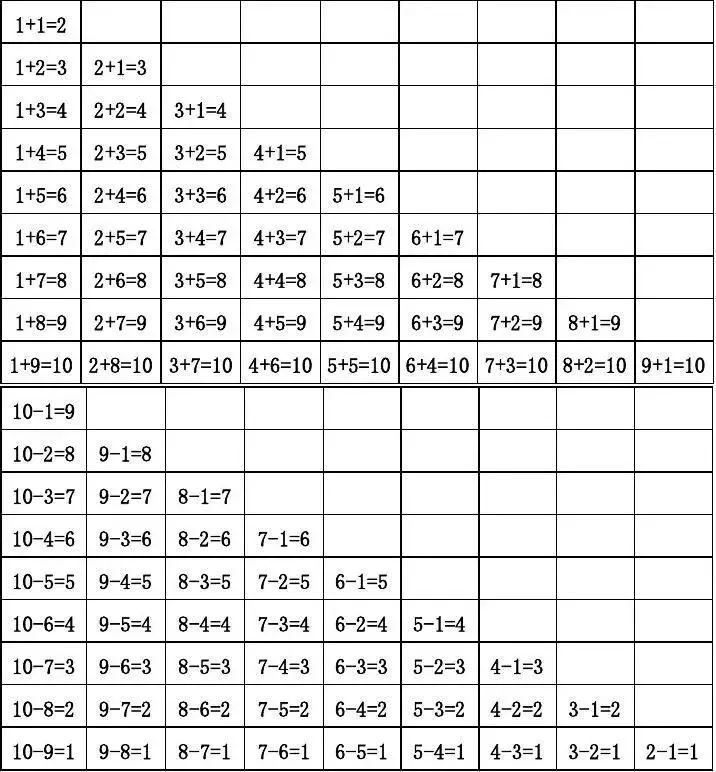 1+1=2
1+2=3 2+1=3
1+3=4 2+2=4 3+1=4
1+4=5 2+3=5 3+2=5 4+1=5
1+5=6 2+4=6 3+3=6 4+2=6 5+1=6
1+6=7 2+5=7 3+4=7 4+3=7 5+2=7 6+1=7
1+7=8 2+6=8 3+5=8 4+4=8 5+3=8 6+2=8 7+1=8
1+8=9 2+7=9 3+6=9 4+5=9 5+4=9 6+3=9 7+2=9 8+1=9
1+9=10 2+8=10 3+7=10 4+6=10 5+5=10 6+4=10 7+3=10 8+2=10 9+1=10
10-1=9
10-2=8 9-1=8
10-3=7 9-2=7 8-1=7
10-4=6 9-3=6 8-2=6 7-1=6
10-5=5 9-4=5 8-3=5 7-2=5 6-1=5
10-6=4 9-5=4 8-4=4 7-3=4 6-2=4 5-1=4
10-7=3 9-6=3 8-5=3 7-4=3 6-3=3 5-2=3 4-1=3
10-8=2 9-7=2 8-6=2 7-5=2 6-4=2 5-3=2 4-2=2 3-1=2
10-9=1 9-8=1 8-7=1 7-6=1 6-5=1 5-4=1 4-3=1 3-2=1 2-1=1